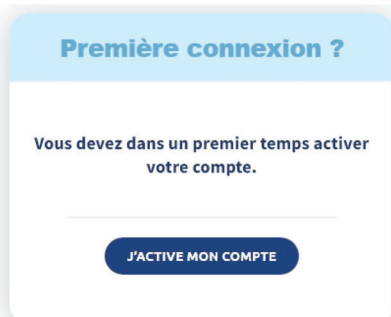 Première connexion ?
Vous devez dans un premier temps activer
votre compte.
J'ACTIVE MON COMPTE